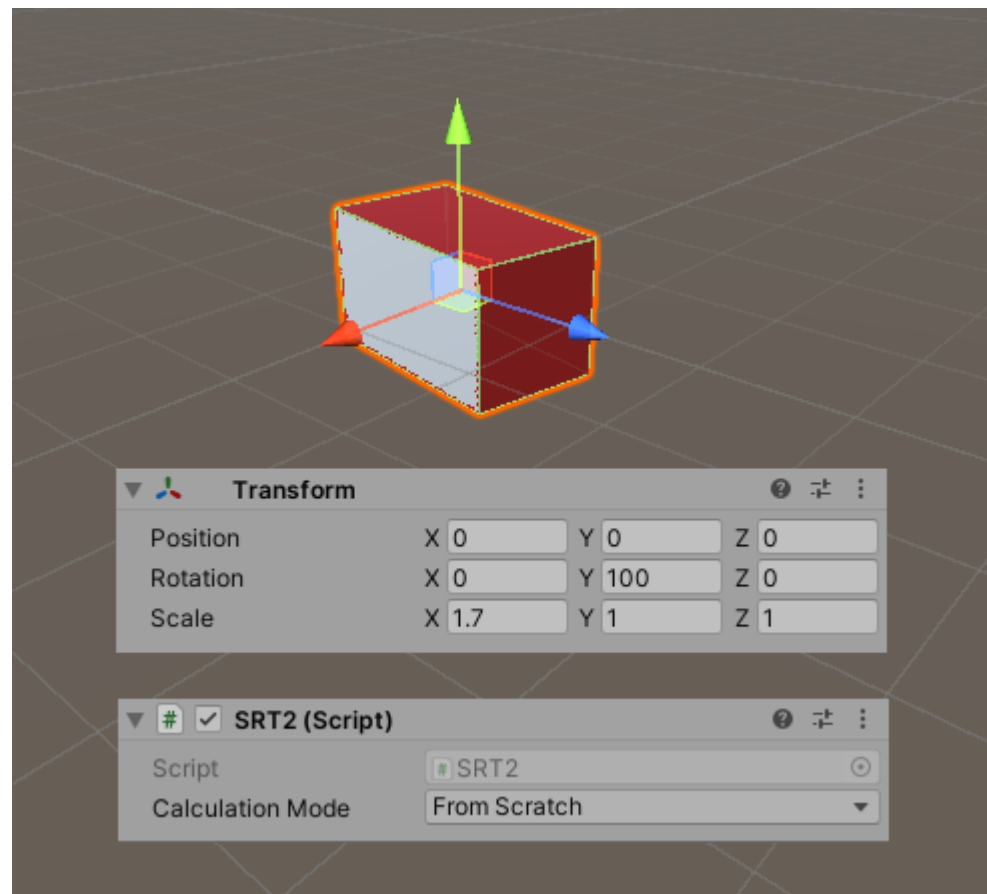 Transform
Position X 0 Y 0 Z 0
Rotation X 0 Y 100 Z 0
Scale X 1.7 Y 1 Z 1
# SRT2 (Script)
Script # SRT2
Calculation Mode From Scratch